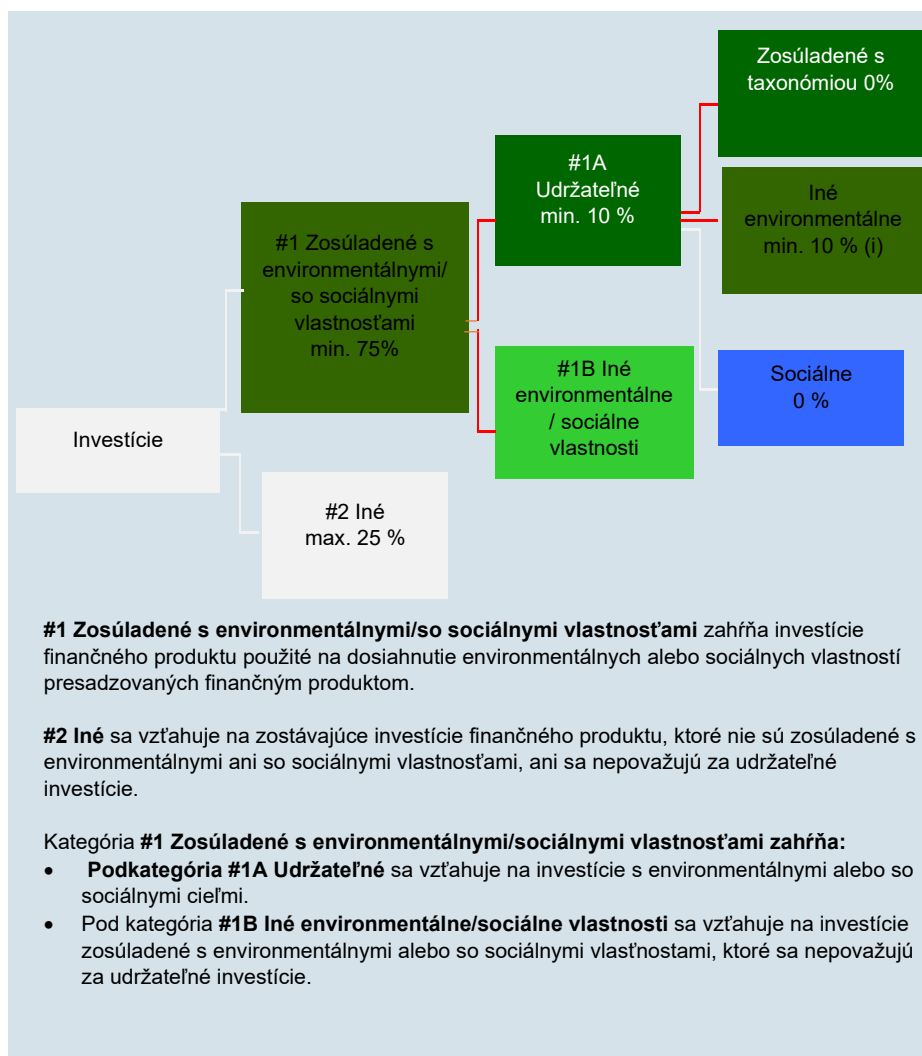 Zosúladené s
taxonómiou 0%
#1A
Udržateľné
min. 10 %
Iné
environmentálne
min. 10 % (i)
#1 Zosúladené s
environmentálnymi/
so sociálnymi
vlastnosťami
min. 75%
#1B Iné
environmentálne
/ sociálne
vlastnosti
Sociálne
0 %
Investície
#2 Iné
max. 25 %
#1 Zosúladené s environmentálnymi/so sociálnymi vlastnosťami zahŕňa investície
finančného produktu použité na dosiahnutie environmentálnych alebo sociálnych vlastností
presadzovaných finančným produktom.
#2 Iné sa vzťahuje na zostávajúce investície finančného produktu, ktoré nie sú zosúladené s
environmentálnymi ani so sociálnymi vlastnosťami, ani sa nepovažujú za udržateľné
investície.
Kategória #1 Zosúladené s environmentálnymi/sociálnymi vlastnosťami zahŕňa:
• Podkategória #1A Udržateľné sa vzťahuje na investície s environmentálnymi alebo so
sociálnymi cieľmi.
• Pod kategória #1B Iné environmentálne/sociálne vlastnosti sa vzťahuje na investície
zosúladené s environmentálnymi alebo so sociálnymi vlasťnostami, ktoré sa nepovažujú
za udržateľné investície.